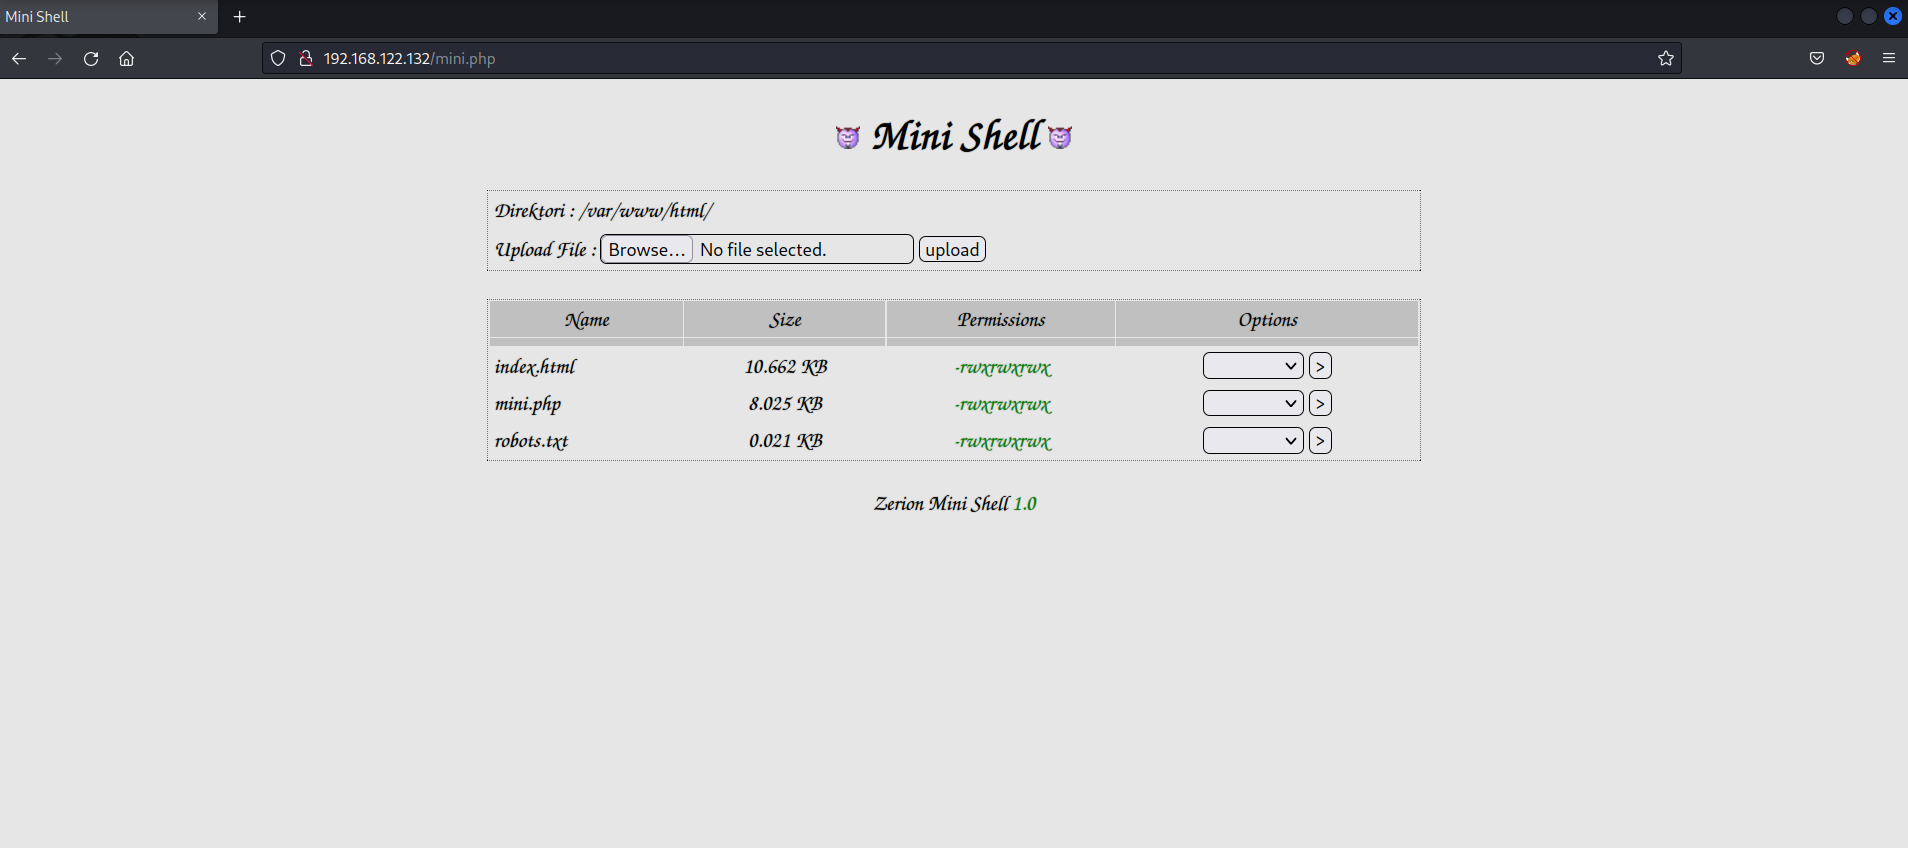 Mini Shell
192.168.122.132/mini.php
Mini Shell
Direktori : /var/www/html/
Upload File : Browse... No file selected. upload
Name Size Permissions Options
index.html 10.662 KB -rwxrwxrwx >
mini.php 8.025 KB -rwxrwxrwx >
robots.txt 0.021 KB -rwxrwxrwx >
Zerion Mini Shell 1.0